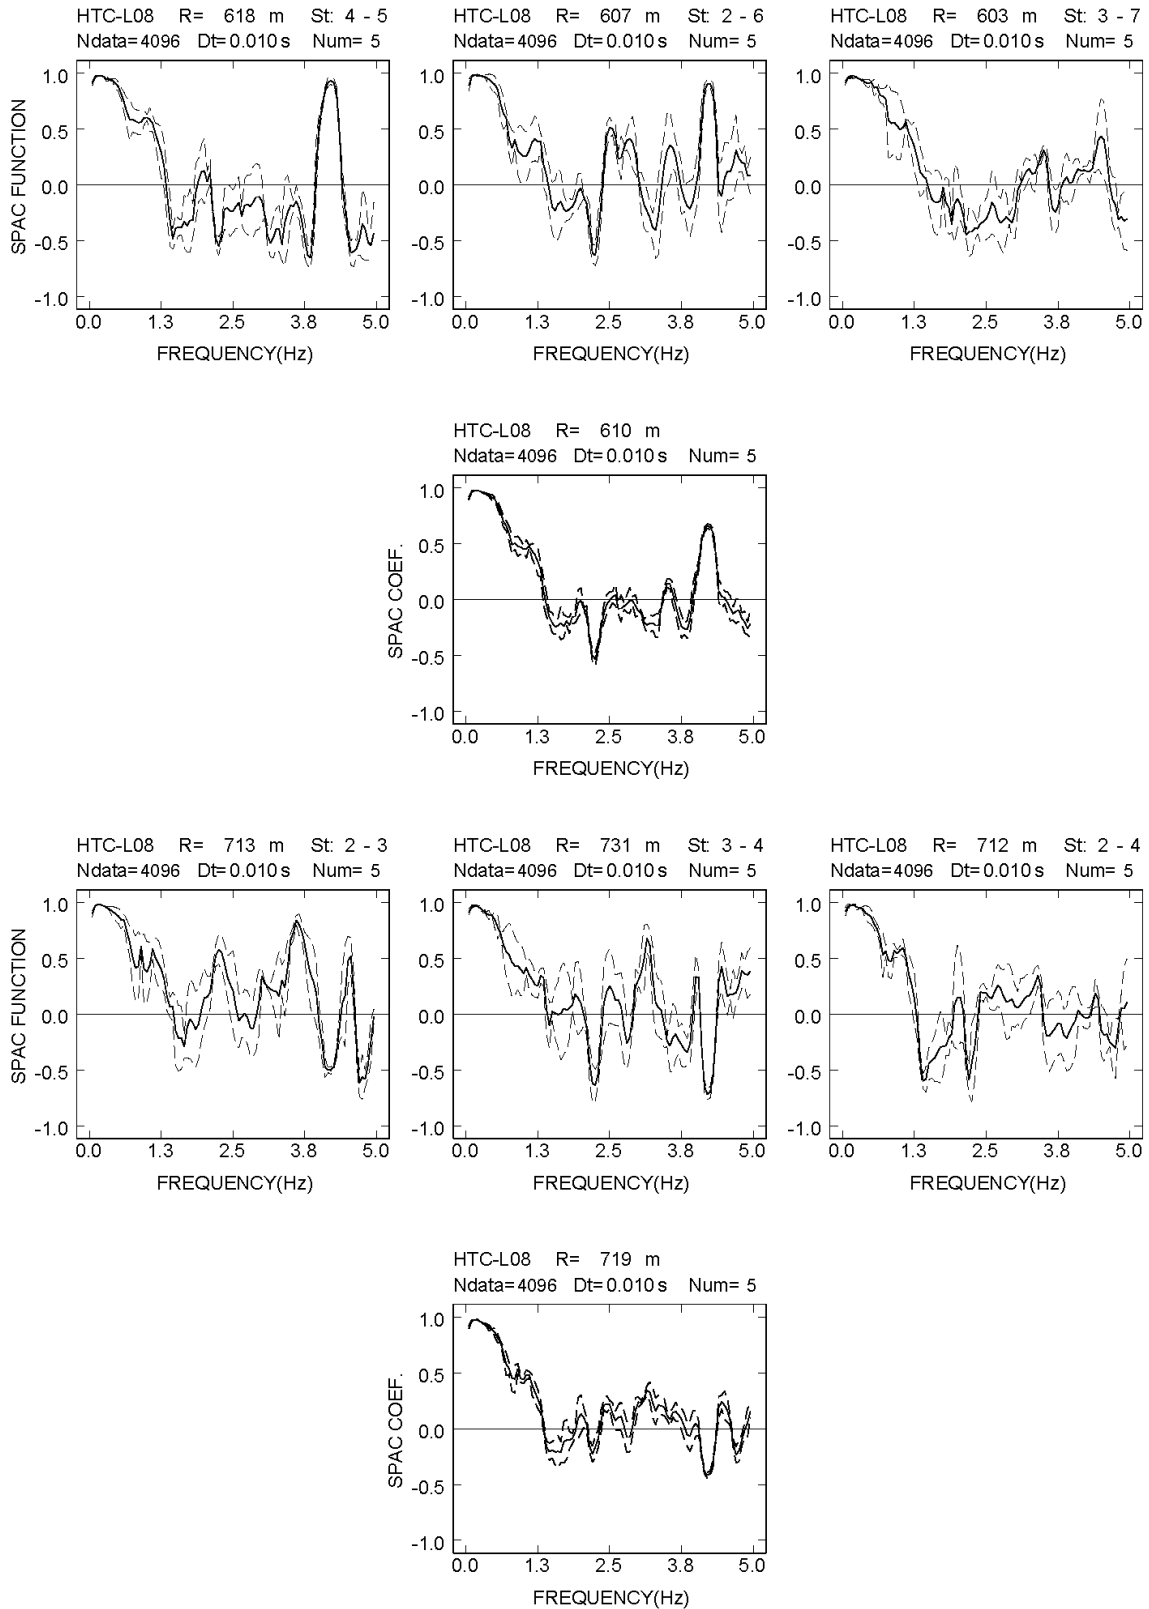 HTC-L08 R= 618 m St: 4 - 5
Ndata=4096 Dt=0.010 s Num= 5
1.0
0.5
0.0
-0.5
-1.0
SPAC FUNCTION
0.0 1.3 2.5 3.8 5.0
FREQUENCY(Hz)
HTC-L08 R= 607 m St: 2 - 6
Ndata=4096 Dt=0.010 s Num= 5
1.0
0.5
0.0
-0.5
-1.0
0.0 1.3 2.5 3.8 5.0
FREQUENCY(Hz)
HTC-L08 R= 603 m St: 3 - 7
Ndata=4096 Dt=0.010 s Num= 5
1.0
0.5
0.0
-0.5
-1.0
0.0 1.3 2.5 3.8 5.0
FREQUENCY(Hz)
HTC-L08 R= 610 m
Ndata=4096 Dt=0.010 s Num= 5
1.0
0.5
0.0
-0.5
-1.0
SPAC COEF.
0.0 1.3 2.5 3.8 5.0
FREQUENCY(Hz)
HTC-L08 R= 713 m St: 2 - 3
Ndata=4096 Dt=0.010 s Num= 5
1.0
0.5
0.0
-0.5
-1.0
SPAC FUNCTION
0.0 1.3 2.5 3.8 5.0
FREQUENCY(Hz)
HTC-L08 R= 731 m St: 3 - 4
Ndata=4096 Dt=0.010 s Num= 5
1.0
0.5
0.0
-0.5
-1.0
0.0 1.3 2.5 3.8 5.0
FREQUENCY(Hz)
HTC-L08 R= 712 m St: 2 - 4
Ndata=4096 Dt=0.010 s Num= 5
1.0
0.5
0.0
-0.5
-1.0
0.0 1.3 2.5 3.8 5.0
FREQUENCY(Hz)
HTC-L08 R= 719 m
Ndata=4096 Dt=0.010 s Num= 5
1.0
0.5
0.0
-0.5
-1.0
SPAC COEF.
0.0 1.3 2.5 3.8 5.0
FREQUENCY(Hz)